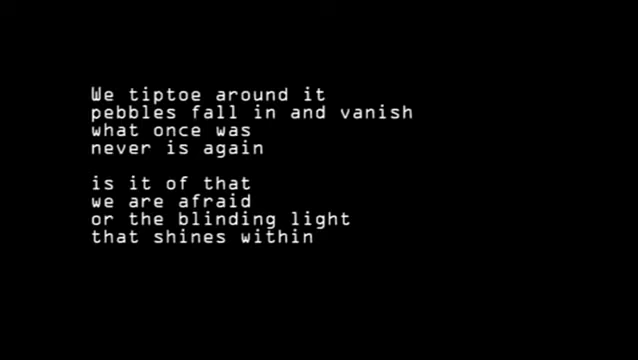 We tiptoe around it
pebbles fall in and vanish
what once was
never is again

is it of that
we are afraid
or the blinding light
that shines within